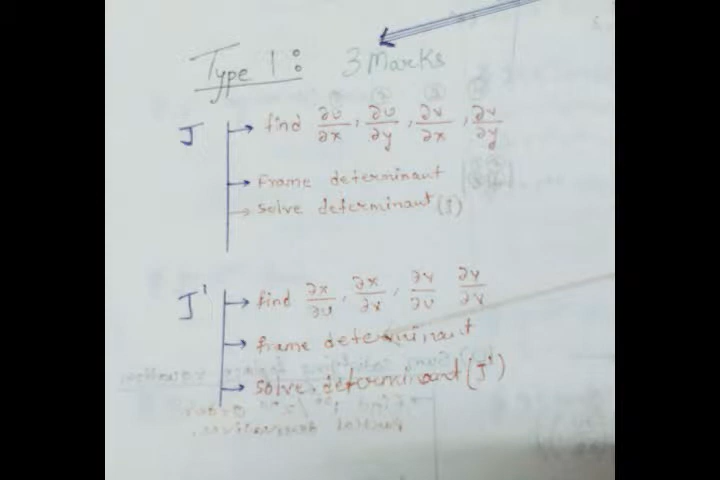 Type 1: 3 Marks
J → find ∂u/∂x, ∂u/∂y, ∂v/∂x, ∂v/∂y
→ Frame determinant
→ Solve determinant (J)
J' → find ∂x/∂u, ∂x/∂v, ∂y/∂u ∂y/∂v
→ frame determinant
→ Solve determinant (J')